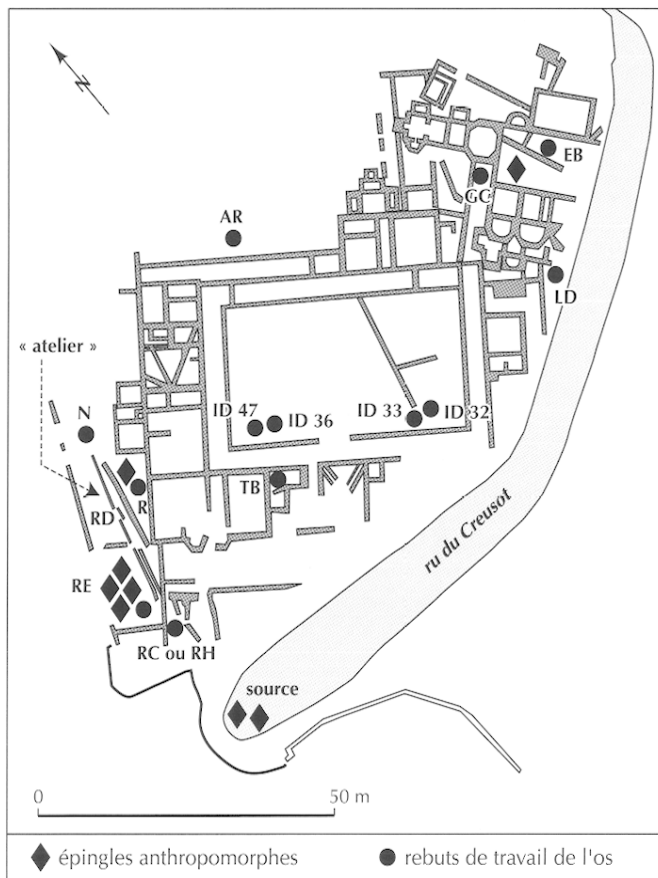 N
EB
GC
AR
LD
« atelier »
N
ID 47
ID 36
ID 33
ID 32
TB
R
RD
RE
RC ou RH
ru du Creusot
source
0
50 m
épingles anthropomorphes
rebuts de travail de l'os